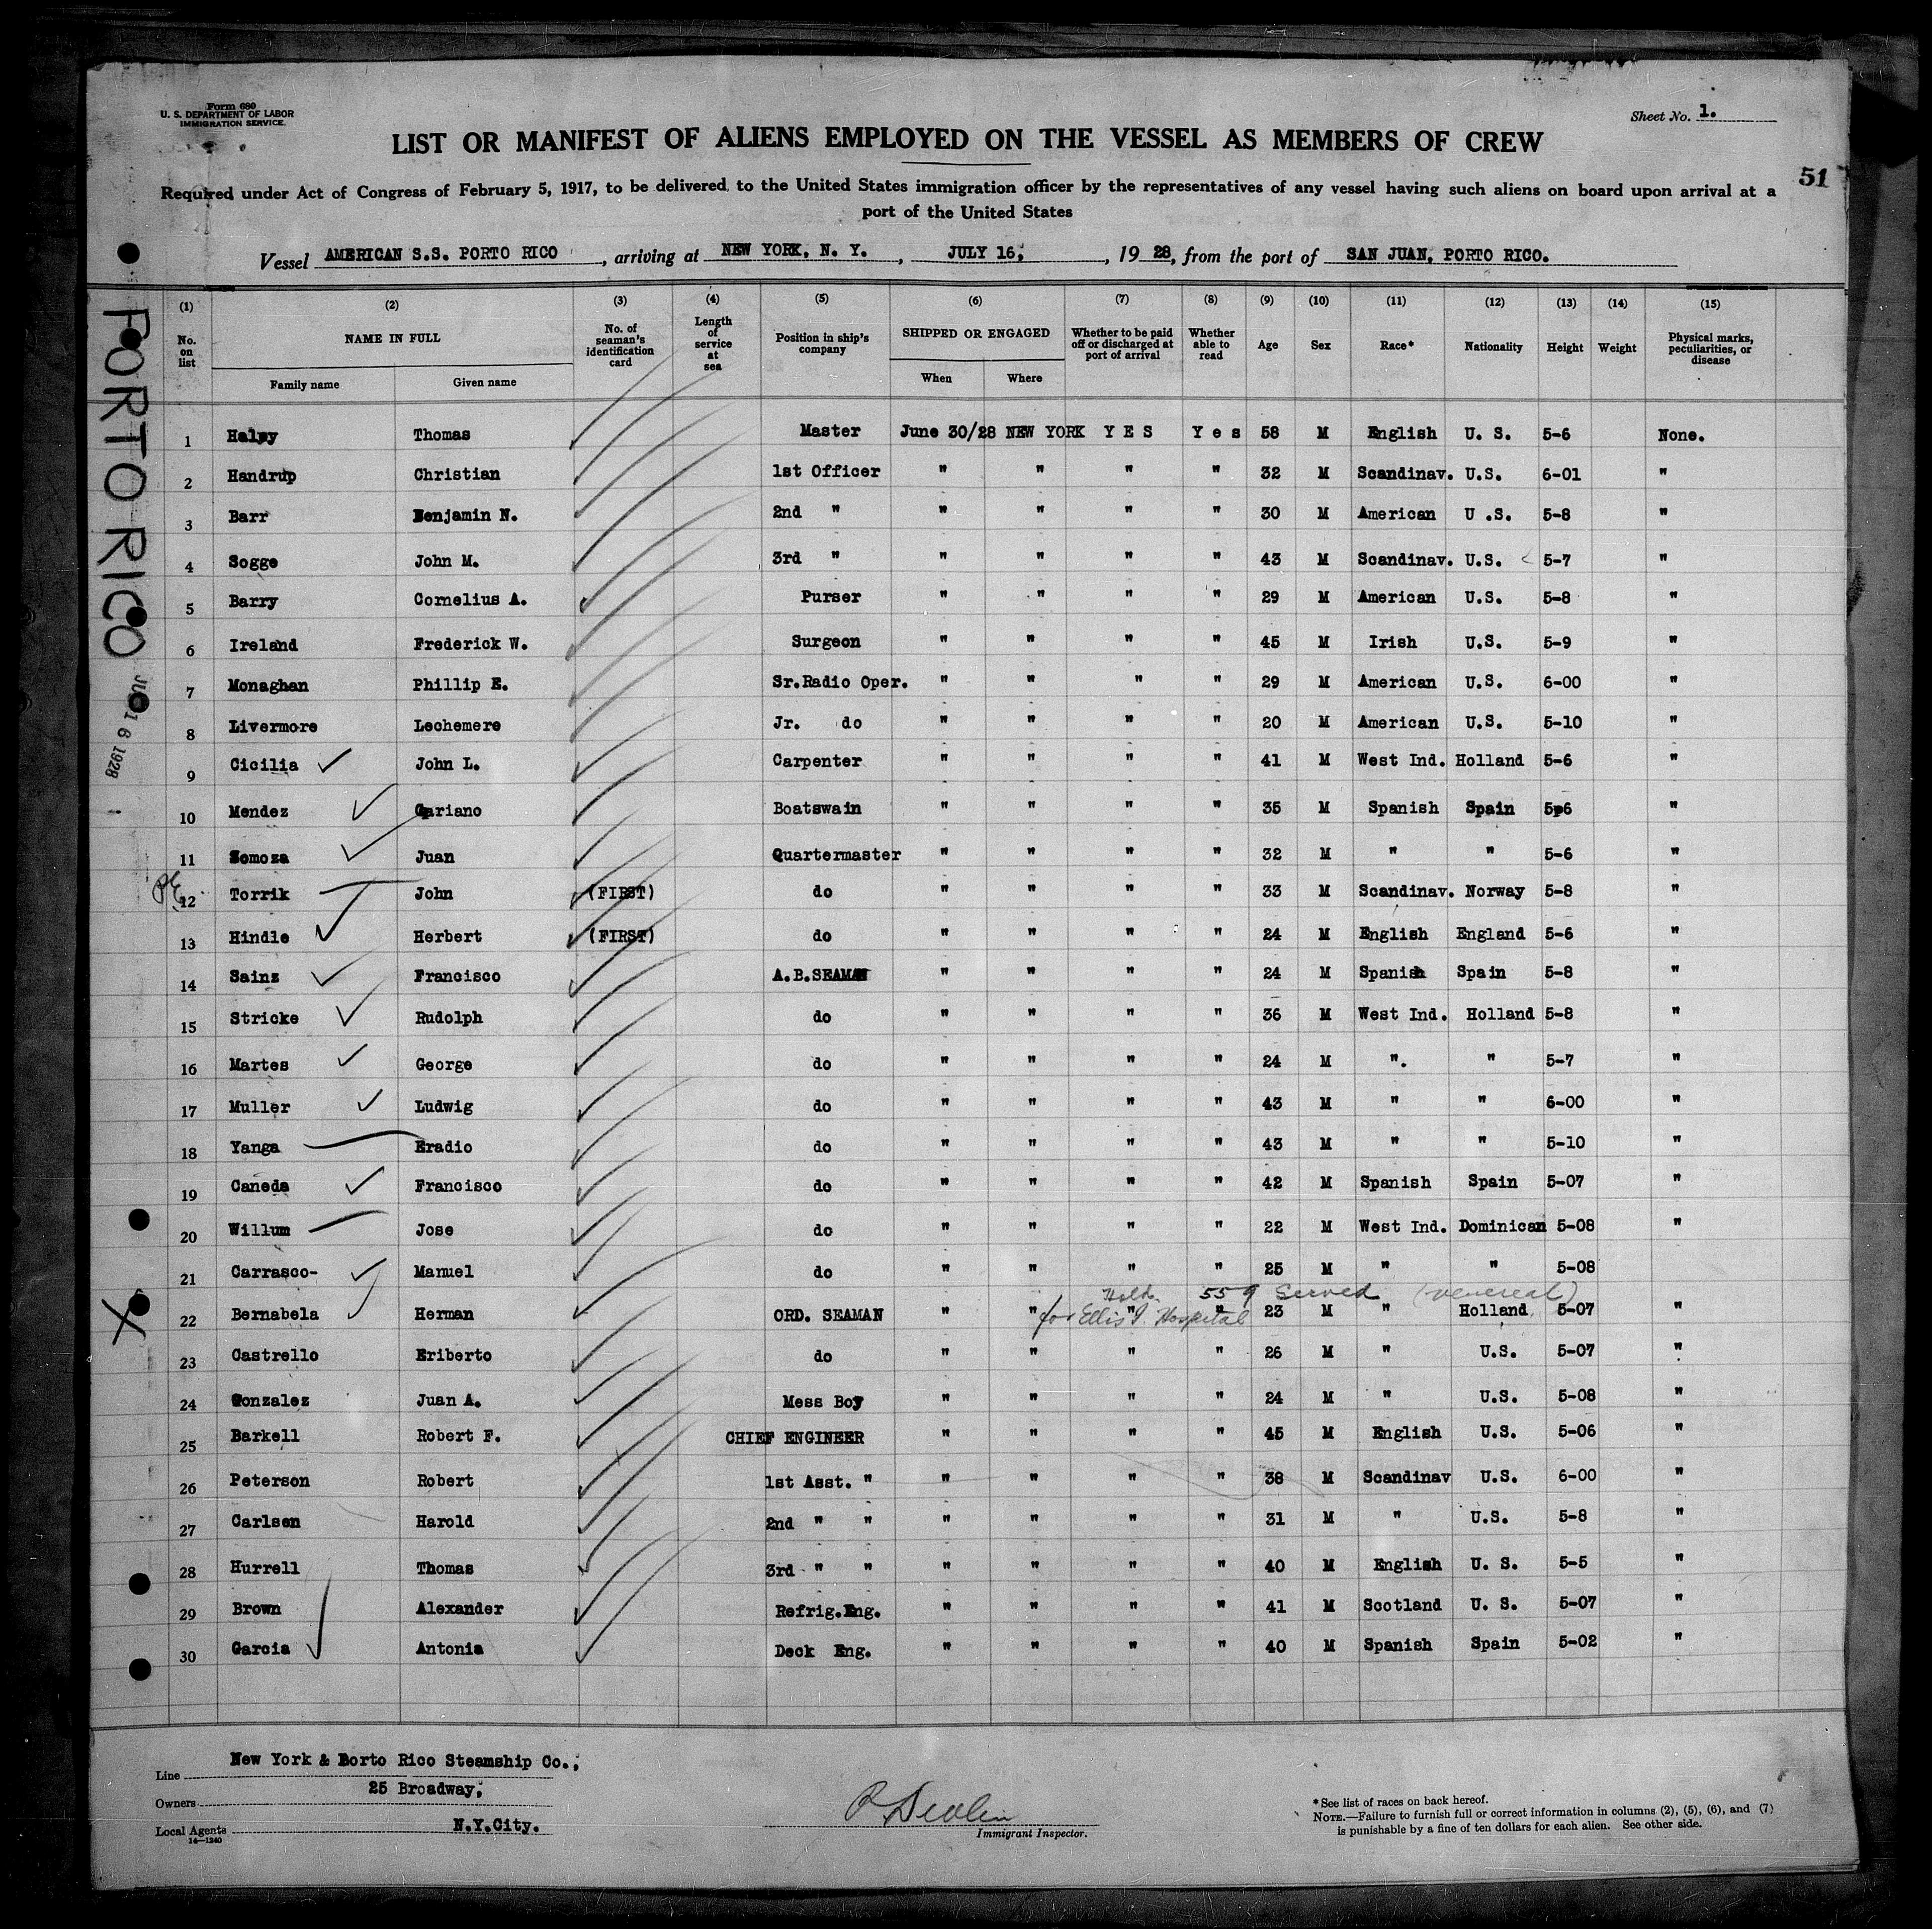 Form 680
U. S. DEPARTMENT OF LABOR
IMMIGRATION SERVICE
Sheet No. 1.
LIST OR MANIFEST OF ALIENS EMPLOYED ON THE VESSEL AS MEMBERS OF CREW
51
Required under Act of Congress of February 5, 1917, to be delivered to the United States immigration officer by the representatives of any vessel having such aliens on board upon arrival at a
port of the United States
Vessel AMERICAN S.S. PORTO RICO, arriving at NEW YORK, N. Y., JULY 16, 1928, from the port of SAN JUAN, PORTO RICO.
PORTO RICO
JUL 16 1928
(1) (2) (3) (4) (5) (6) (7) (8) (9) (10) (11) (12) (13) (14) (15)
No. on list NAME IN FULL No. of seaman's identification card Length of service at sea Position in ship's company SHIPPED OR ENGAGED Whether to be paid off or discharged at port of arrival Whether able to read Age Sex Race* Nationality Height Weight Physical marks, peculiarities, or disease
Family name Given name When Where
1 Thomas Master June 30/28 NEW YORK Y E S Y e s 58 M English U. S. 5-6 None.
2 Handrup Christian 1st Officer " " " " 32 M Scandinav. U.S. 6-01 "
3 Barr Benjamin N. 2nd " " " " " 30 M American U .S. 5-8 "
4 Sogge John M. 3rd " " " " " 43 M Scandinav. U.S. 5-7 "
5 Barry Cornelius A. Purser " " " " 29 M American U.S. 5-8 "
6 Ireland Frederick W. Surgeon " " " " 45 M Irish U.S. 5-9 "
7 Monaghan Phillip E. Sr.Radio Oper. " " " " 29 M American U.S. 6-00 "
8 Livermore Lechemere Jr. do " " " " 20 M American U.S. 5-10 "
9 Cicilia John L. Carpenter " " " " 41 M West Ind. Holland 5-6 "
10 Mendez Boatswain " " " " 35 M Spanish Spain 5-6 "
11 Somoza Juan Quartermaster " " " " 32 M " " 5-6 "
12 Torrik John (FIRST) do " " " " 33 M Scandinav. Norway 5-8 "
13 Hindle Herbert (FIRST) do " " " " 24 M English England 5-6 "
14 Sainz Francisco A.B.SEAMAN " " " " 24 M Spanish Spain 5-8 "
15 Stricke Rudolph do " " " " 36 M West Ind. Holland 5-8 "
16 Martes George do " " " " 24 M ". " 5-7 "
17 Muller Ludwig do " " " " 43 M " " 6-00 "
18 Yanga Eradio do " " " " 43 M " " 5-10 "
19 Caneda Francisco do " " " " 42 M Spanish Spain 5-07 "
20 Willum Jose do " " " " 22 M West Ind. Dominican 5-08 "
21 Carrasco- Manuel do " " " " 25 M " " 5-08
Hold 559 Served (venereal)
22 Bernabela Herman ORD. SEAMAN " " " " 23 M " Holland 5-07 "
for Ellis I. Hospital
23 Castrello Eriberto do " " " " 26 M " U.S. 5-07 "
24 Gonzalez Juan A. Mess Boy " " " " 24 M " U.S. 5-08 "
25 Barkell Robert F. CHIEF ENGINEER " " " " 45 M English U.S. 5-06 "
26 Peterson Robert 1st Asst. " " " " " 38 M Scandinav U.S. 6-00 "
27 Carlsen Harold 2nd " " " " " " 31 M " U.S. 5-8 "
28 Hurrell Thomas 3rd " " " " " " 40 M English U. S. 5-5 "
29 Brown Alexander Refrig.Eng. " " " " 41 M Scotland U. S. 5-07 "
30 Garcia Antonia Deck Eng. " " " " 40 M Spanish Spain 5-02 "
Line New York & Porto Rico Steamship Co.,
Owners 25 Broadway,
Local Agents N.Y.City.
14-1240
Immigrant Inspector.
*See list of races on back hereof.
NOTE.—Failure to furnish full or correct information in columns (2), (5), (6), and (7)
is punishable by a fine of ten dollars for each alien. See other side.